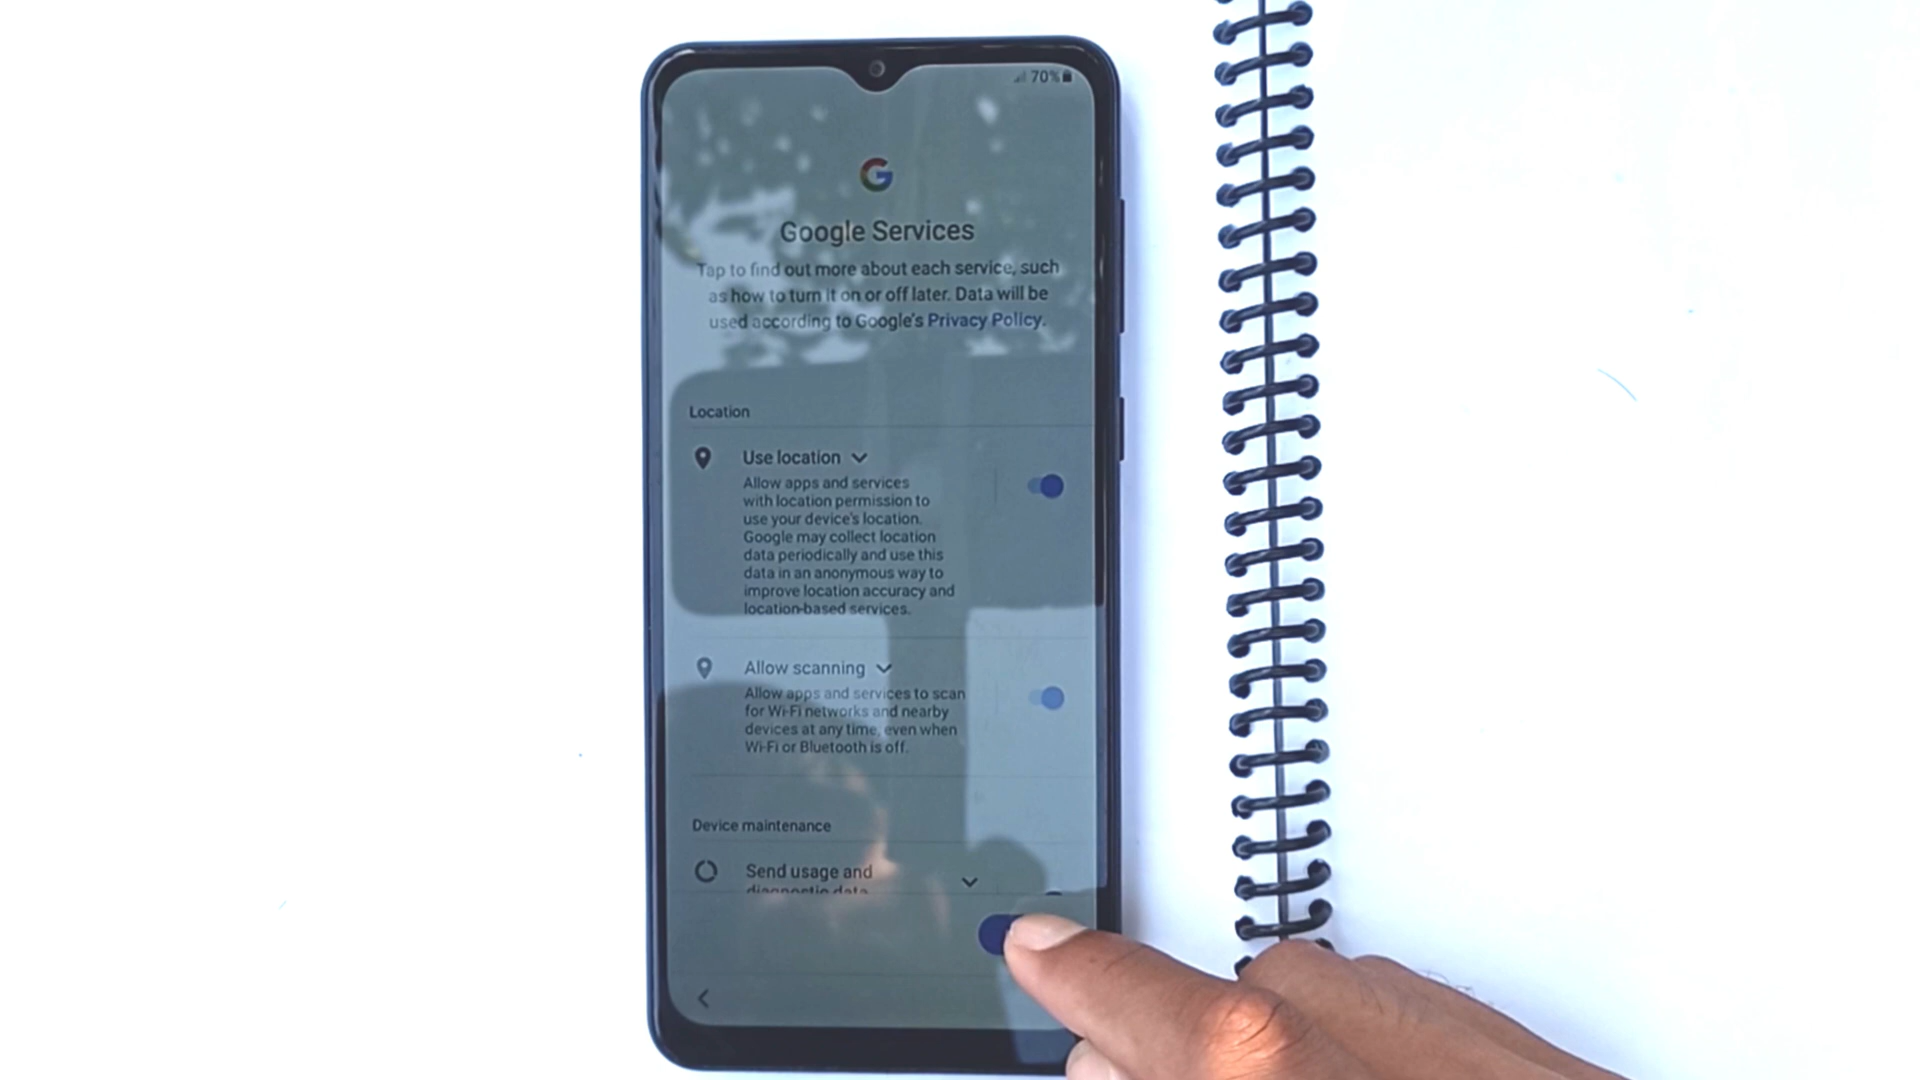 70%
G
Google Services
Tap to find out more about each service, such
as how to turn it on or off later. Data will be
used according to Google's Privacy Policy.
Location
Use location
Allow apps and services
with location permission to
use your device's location.
Google may collect location
data periodically and use this
data in an anonymous way to
improve location accuracy and
location-based services.
Allow scanning
Allow apps and services to scan
for Wi-Fi networks and nearby
devices at any time, even when
Wi-Fi or Bluetooth is off.
Device maintenance
Send usage and
diagnostic data